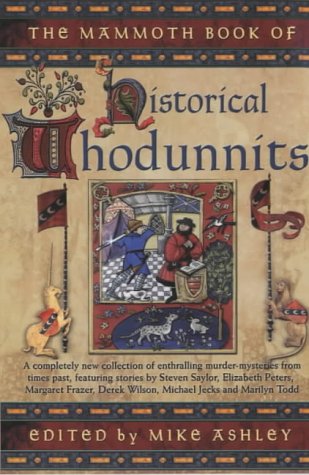 THE MAMMOTH BOOK OF
historical
Whodunnits
A completely new collection of enthralling murder-mysteries from
times past, featuring stories by Steven Saylor, Elizabeth Peters,
Margaret Frazer, Derek Wilson, Michael Jecks and Marilyn Todd
EDITED by MIKE ASHLEY